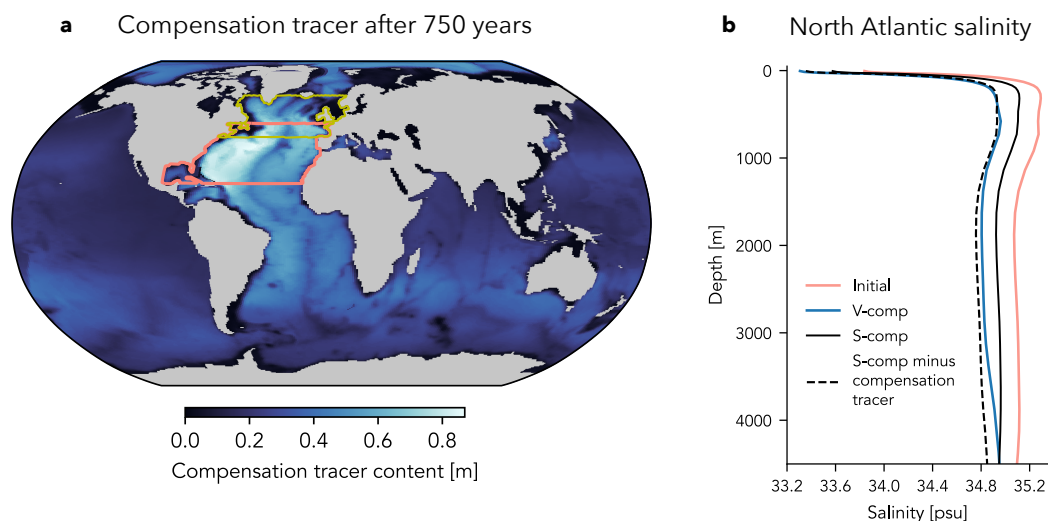 a Compensation tracer after 750 years
0.0 0.2 0.4 0.6 0.8
Compensation tracer content [m]
b North Atlantic salinity
0
1000
2000
3000
4000
Depth [m]
Initial
V-comp
S-comp
S-comp minus
compensation
tracer
33.2 33.6 34.0 34.4 34.8 35.2
Salinity [psu]